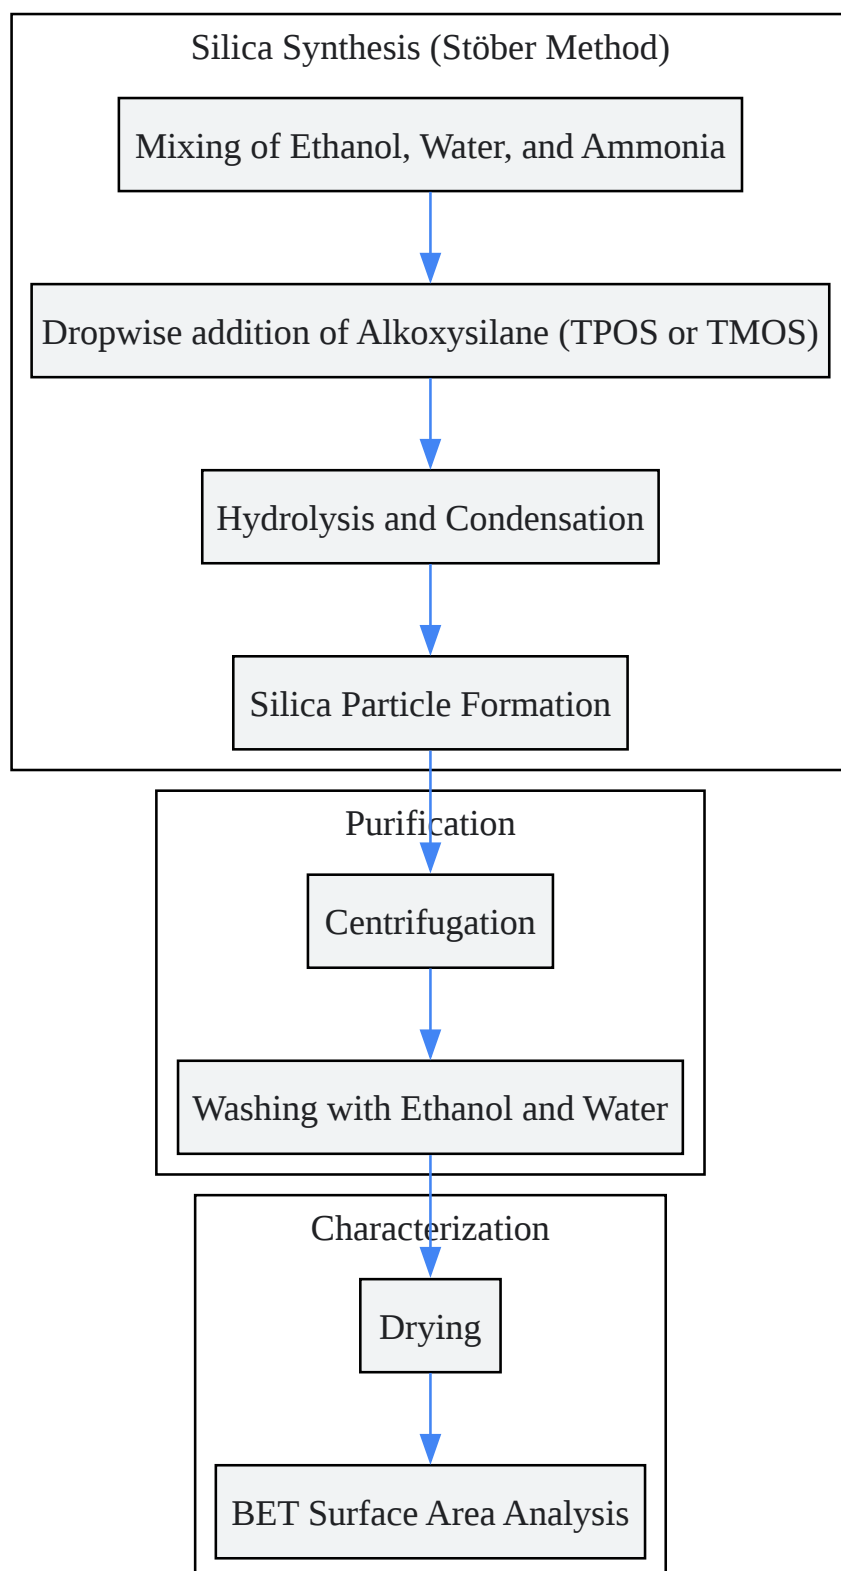 Silica Synthesis (Stöber Method)
Mixing of Ethanol, Water, and Ammonia
Dropwise addition of Alkoxysilane (TPOS or TMOS)
Hydrolysis and Condensation
Silica Particle Formation
Purification
Centrifugation
Washing with Ethanol and Water
Characterization
Drying
BET Surface Area Analysis